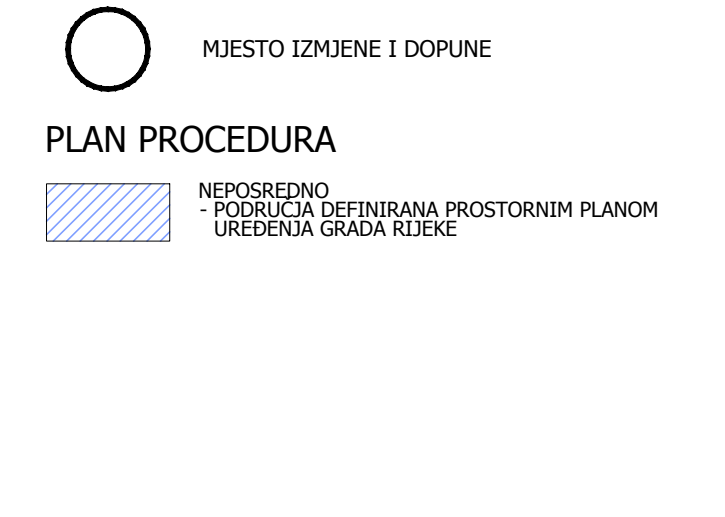 MJESTO IZMJENE I DOPUNE
PLAN PROCEDURA
NEPOSREDNO
- PODRUČJA DEFINIRANA PROSTORNIM PLANOM
UREĐENJA GRADA RIJEKE